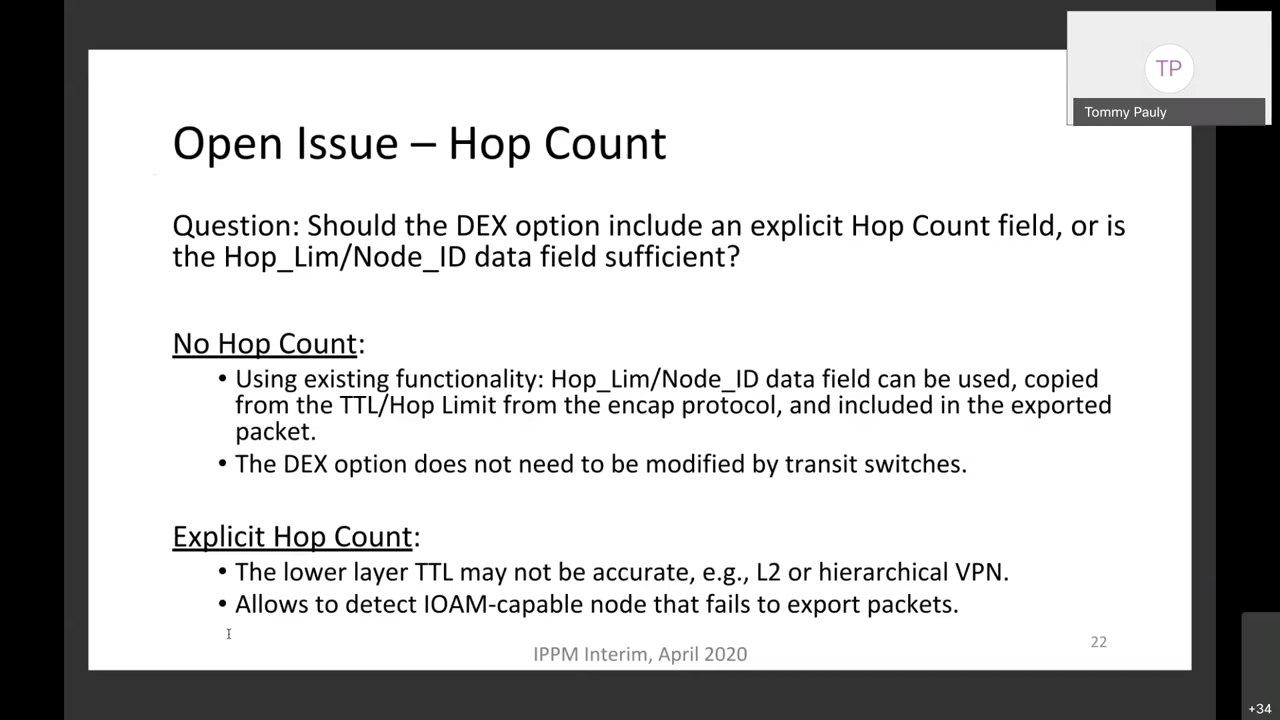 TP
Tommy Pauly
Open Issue – Hop Count
Question: Should the DEX option include an explicit Hop Count field, or is
the Hop_Lim/Node_ID data field sufficient?
No Hop Count:
• Using existing functionality: Hop_Lim/Node_ID data field can be used, copied
from the TTL/Hop Limit from the encap protocol, and included in the exported
packet.
• The DEX option does not need to be modified by transit switches.
Explicit Hop Count:
• The lower layer TTL may not be accurate, e.g., L2 or hierarchical VPN.
• Allows to detect IOAM-capable node that fails to export packets.
IPPM Interim, April 2020
22
+34